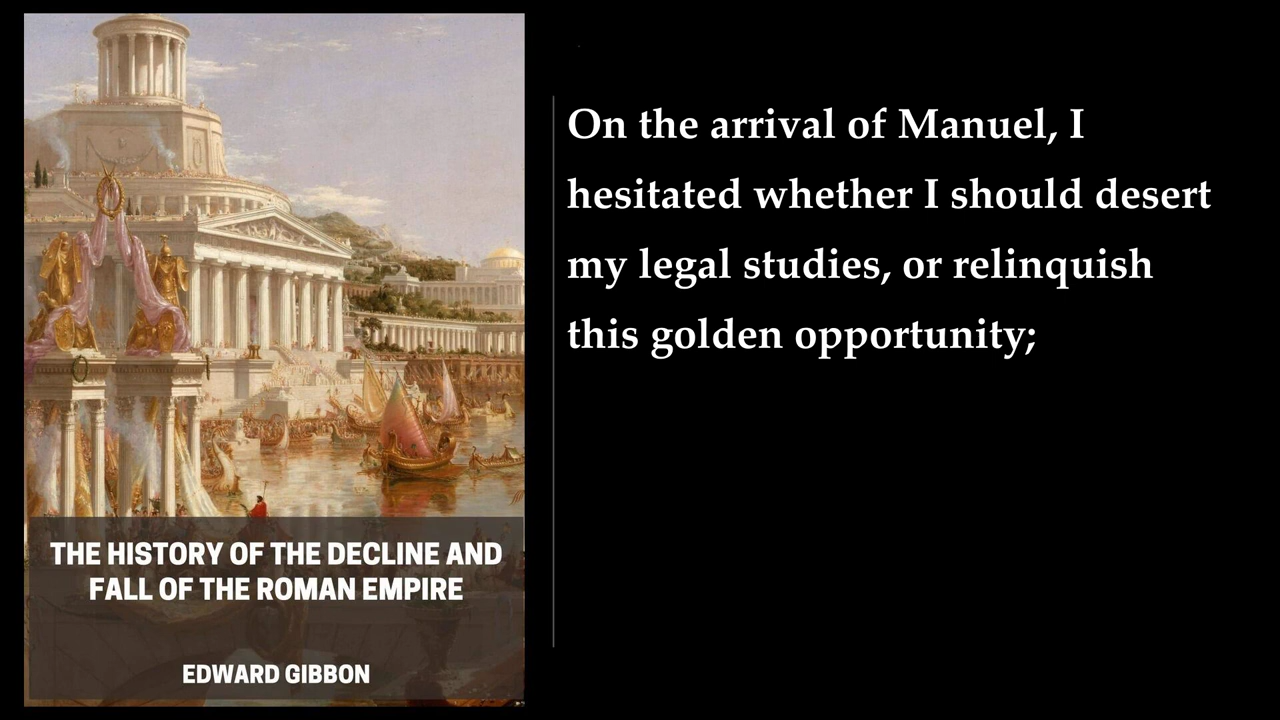 On the arrival of Manuel, I
hesitated whether I should desert
my legal studies, or relinquish
this golden opportunity;
THE HISTORY OF THE DECLINE AND
FALL OF THE ROMAN EMPIRE
EDWARD GIBBON